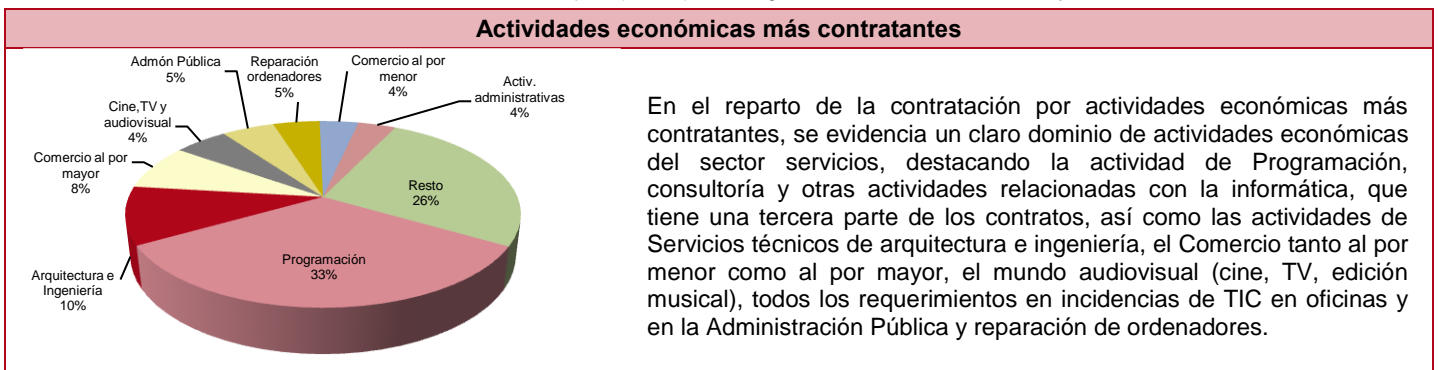 Actividades económicas más contratantes
Admón Pública
5%
Reparación
ordenadores
5%
Comercio al por
menor
4%
Activ.
administrativas
4%
Cine,TV y
audiovisual
4%
Comercio al por
mayor
8%
Resto
26%
Programación
33%
Arquitectura e
Ingeniería
10%
En el reparto de la contratación por actividades económicas más
contratantes, se evidencia un claro dominio de actividades económicas
del sector servicios, destacando la actividad de Programación,
consultoría y otras actividades relacionadas con la informática, que
tiene una tercera parte de los contratos, así como las actividades de
Servicios técnicos de arquitectura e ingeniería, el Comercio tanto al por
menor como al por mayor, el mundo audiovisual (cine, TV, edición
musical), todos los requerimientos en incidencias de TIC en oficinas y
en la Administración Pública y reparación de ordenadores.